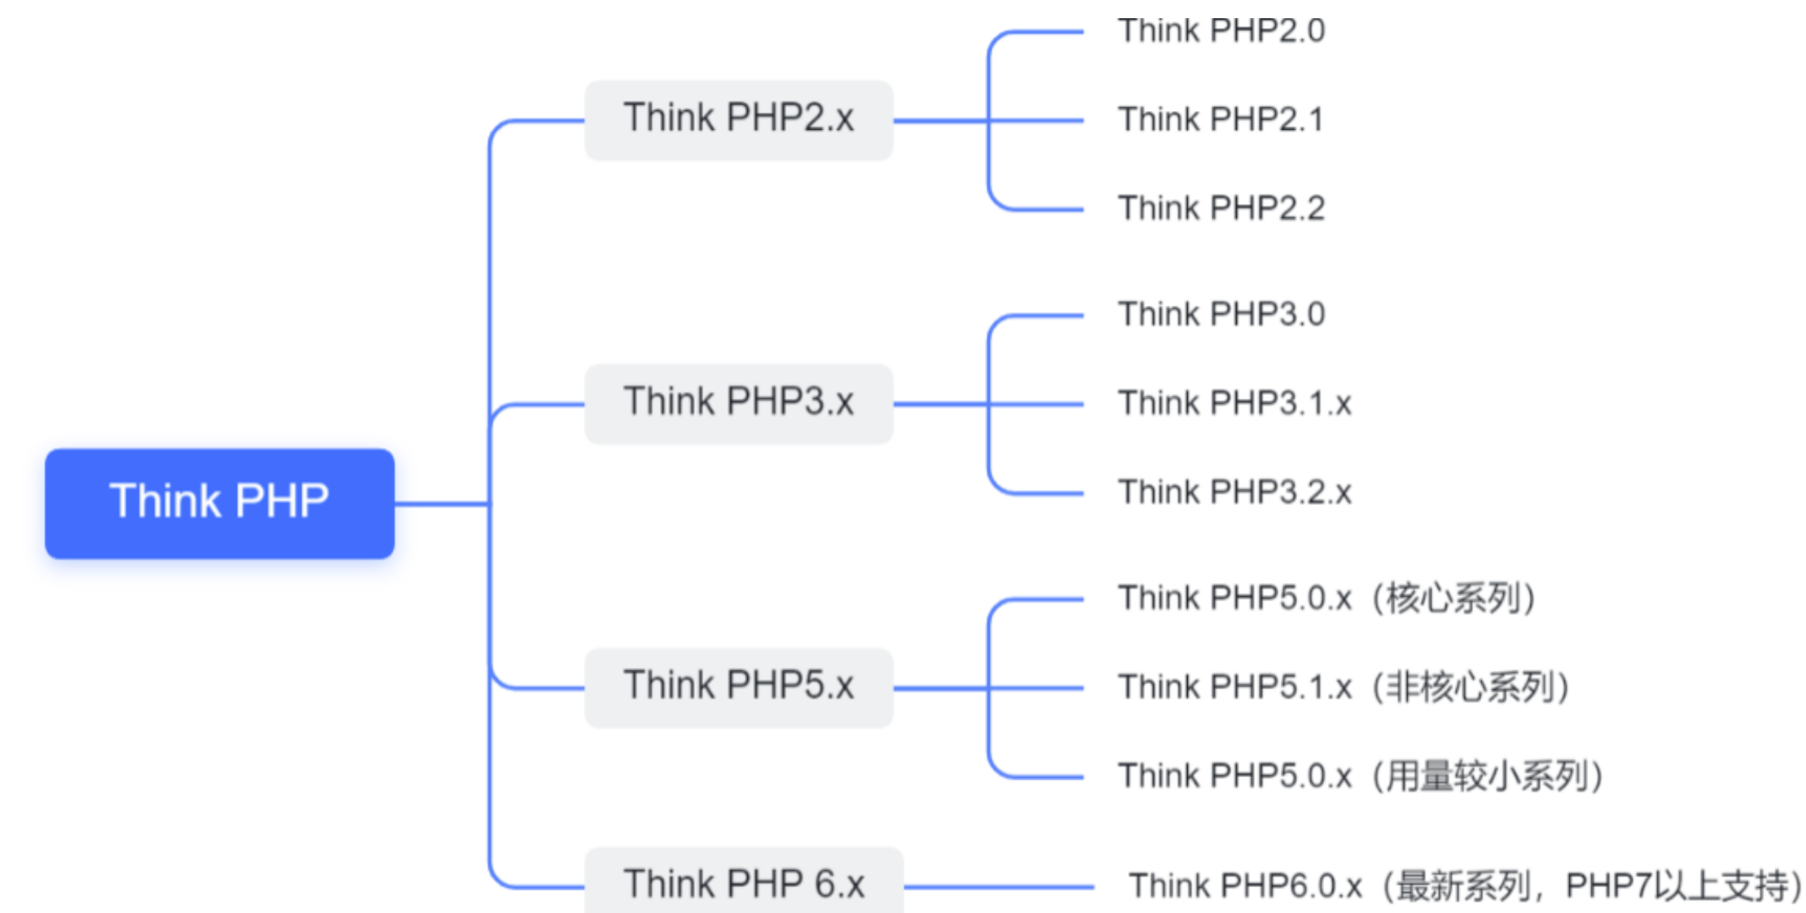 Think PHP
Think PHP2.x
Think PHP2.0
Think PHP2.1
Think PHP2.2
Think PHP3.x
Think PHP3.0
Think PHP3.1.x
Think PHP3.2.x
Think PHP5.x
Think PHP5.0.x（核心系列）
Think PHP5.1.x（非核心系列）
Think PHP5.0.x（用量较小系列）
Think PHP 6.x
Think PHP6.0.x（最新系列，PHP7以上支持）